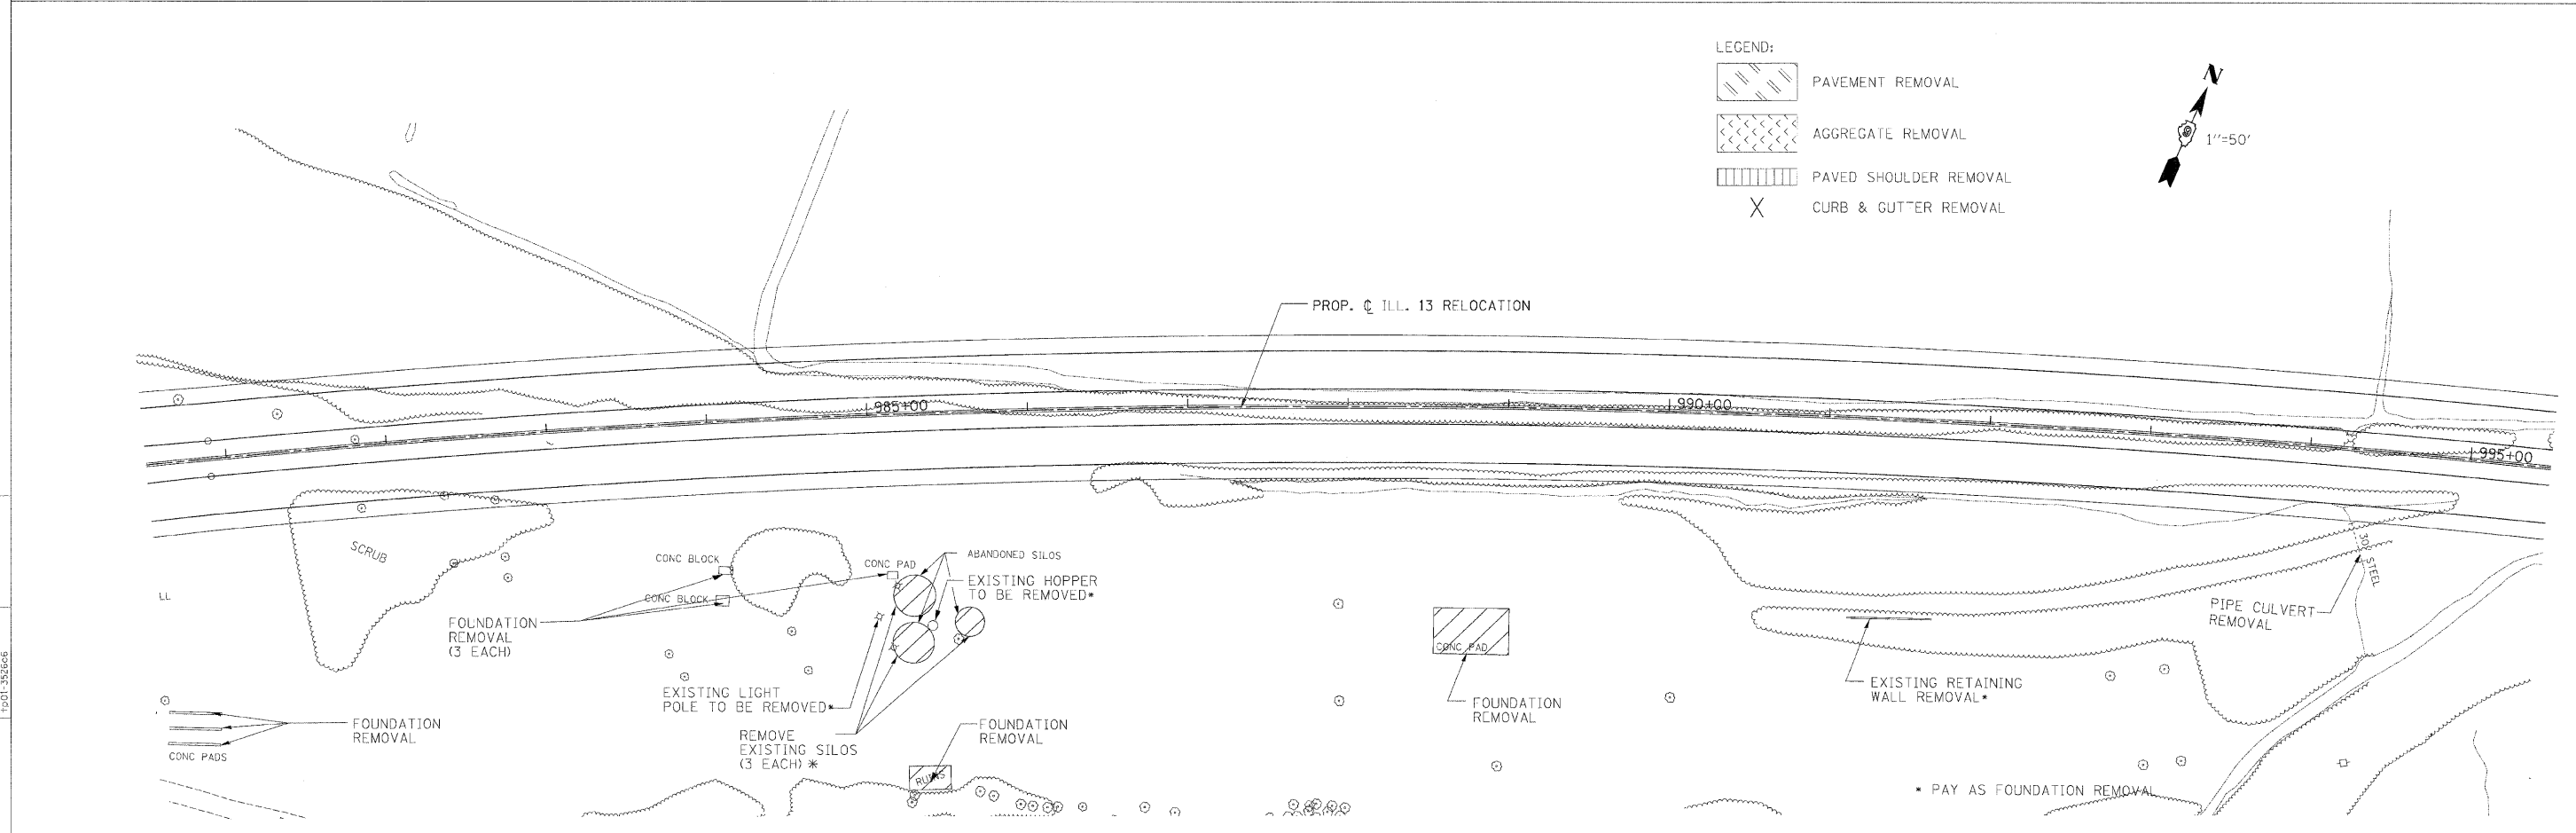 LEGEND:
PAVEMENT REMOVAL
AGGREGATE REMOVAL
PAVED SHOULDER REMOVAL
X CURB & GUTTER REMOVAL
N
1''=50'
PROP. ℄ ILL. 13 RELOCATION
985+00
990+00
995+00
SCRUB
LL
CONC BLOCK
CONC BLOCK
CONC PAD
ABANDONED SILOS
EXISTING HOPPER
TO BE REMOVED*
FOUNDATION
REMOVAL
(3 EACH)
EXISTING LIGHT
POLE TO BE REMOVED*
REMOVE
EXISTING SILOS
(3 EACH) *
FOUNDATION
REMOVAL
CONC PADS
FOUNDATION
REMOVAL
RUINS
CONC PAD
FOUNDATION
REMOVAL
EXISTING RETAINING
WALL REMOVAL*
STEEL
PIPE CULVERT
REMOVAL
* PAY AS FOUNDATION REMOVAL